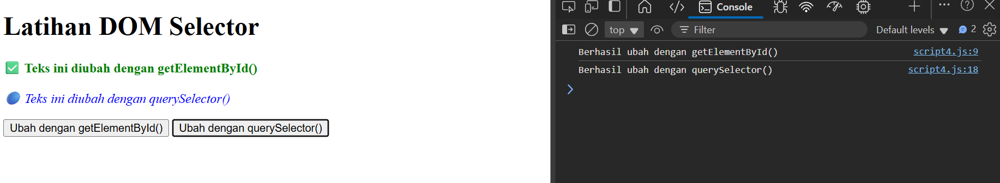 Latihan DOM Selector
✅ Teks ini diubah dengan getElementById()
🔵 Teks ini diubah dengan querySelector()
Ubah dengan getElementById() Ubah dengan querySelector()
Console
top Filter Default levels 2
Berhasil ubah dengan getElementById() script4.js:9
Berhasil ubah dengan querySelector() script4.js:18